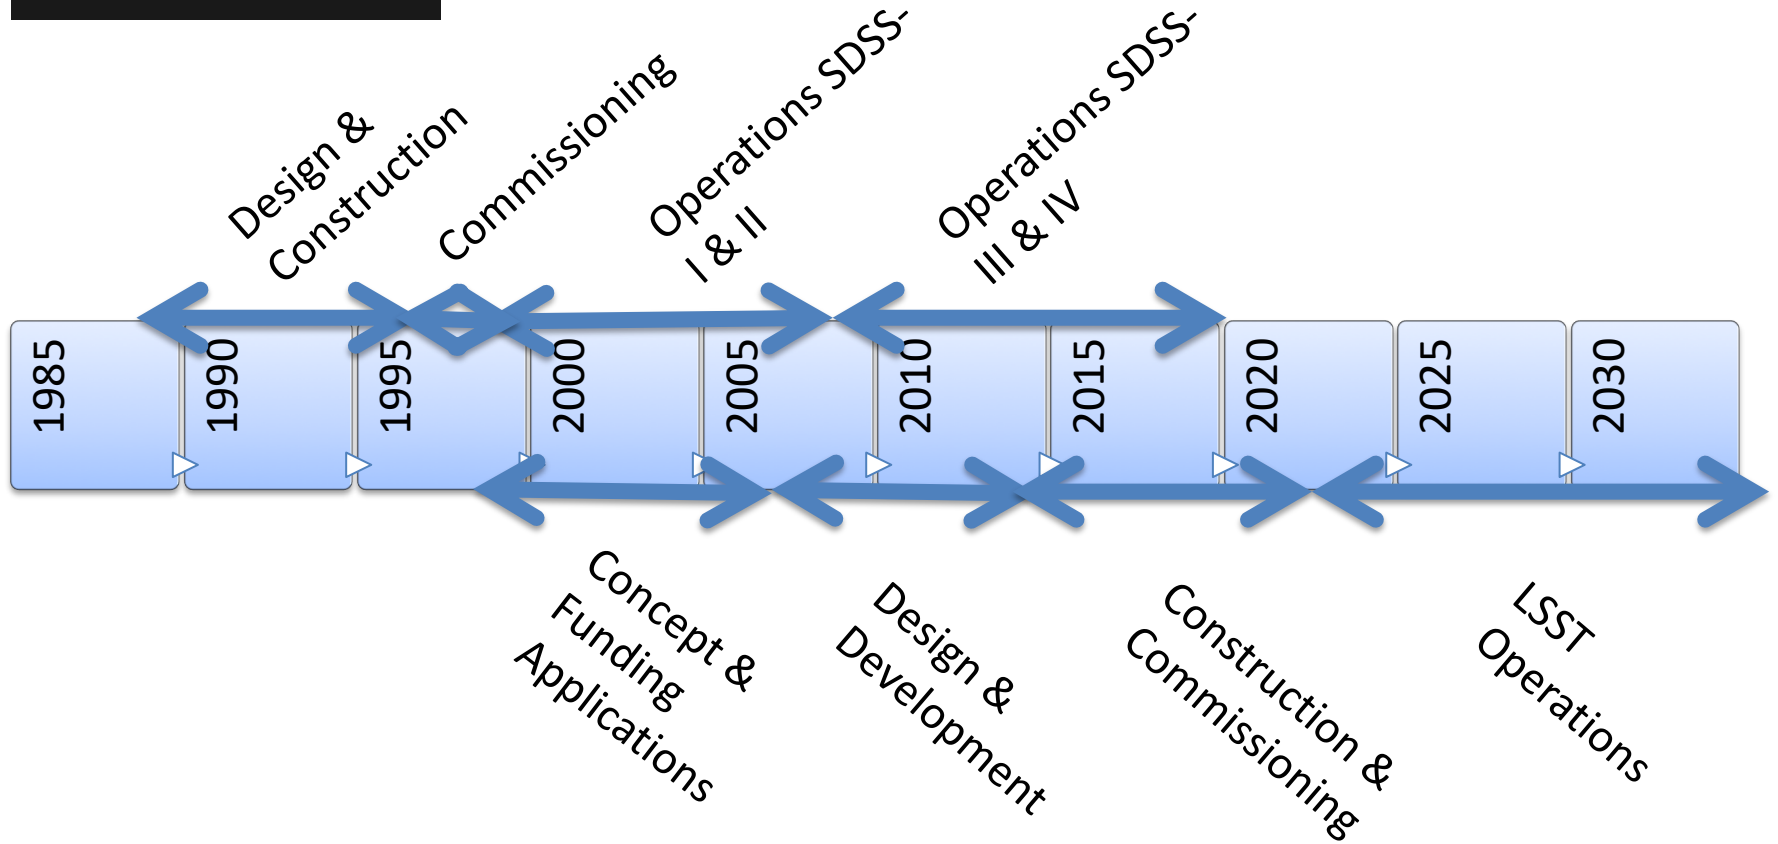 Design &
Construction
Commissioning
Operations SDSS-
I & II
Operations SDSS-
III & IV
1985
1990
1995
2000
2005
2010
2015
2020
2025
2030
Concept &
Funding
Applications
Design &
Development
Construction &
Commissioning
LSST
Operations